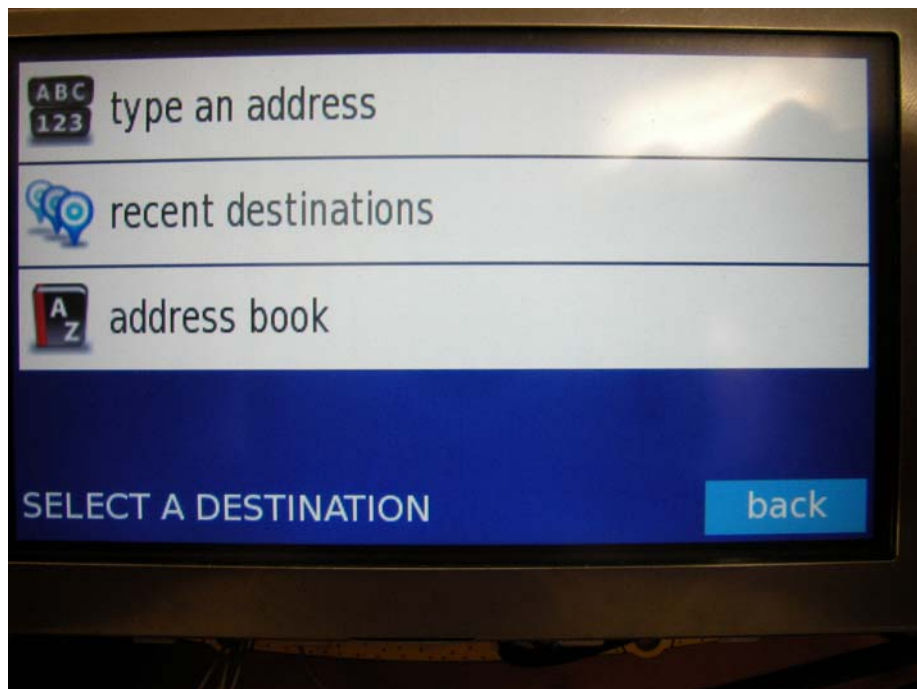 ABC
123
type an address
recent destinations
A
Z
address book
SELECT A DESTINATION
back